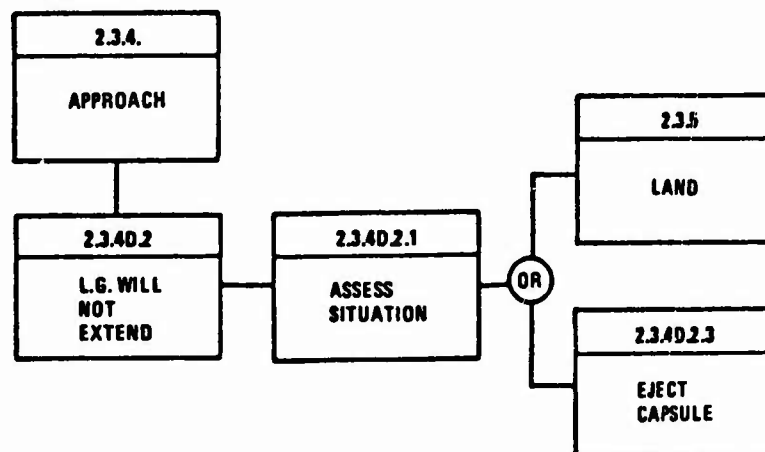 2.3.4.
APPROACH
2.3.4D.2
L.G. WILL
NOT
EXTEND
2.3.4D.2.1
ASSESS
SITUATION
OR
2.3.5
LAND
2.3.4D.2.3
EJECT
CAPSULE